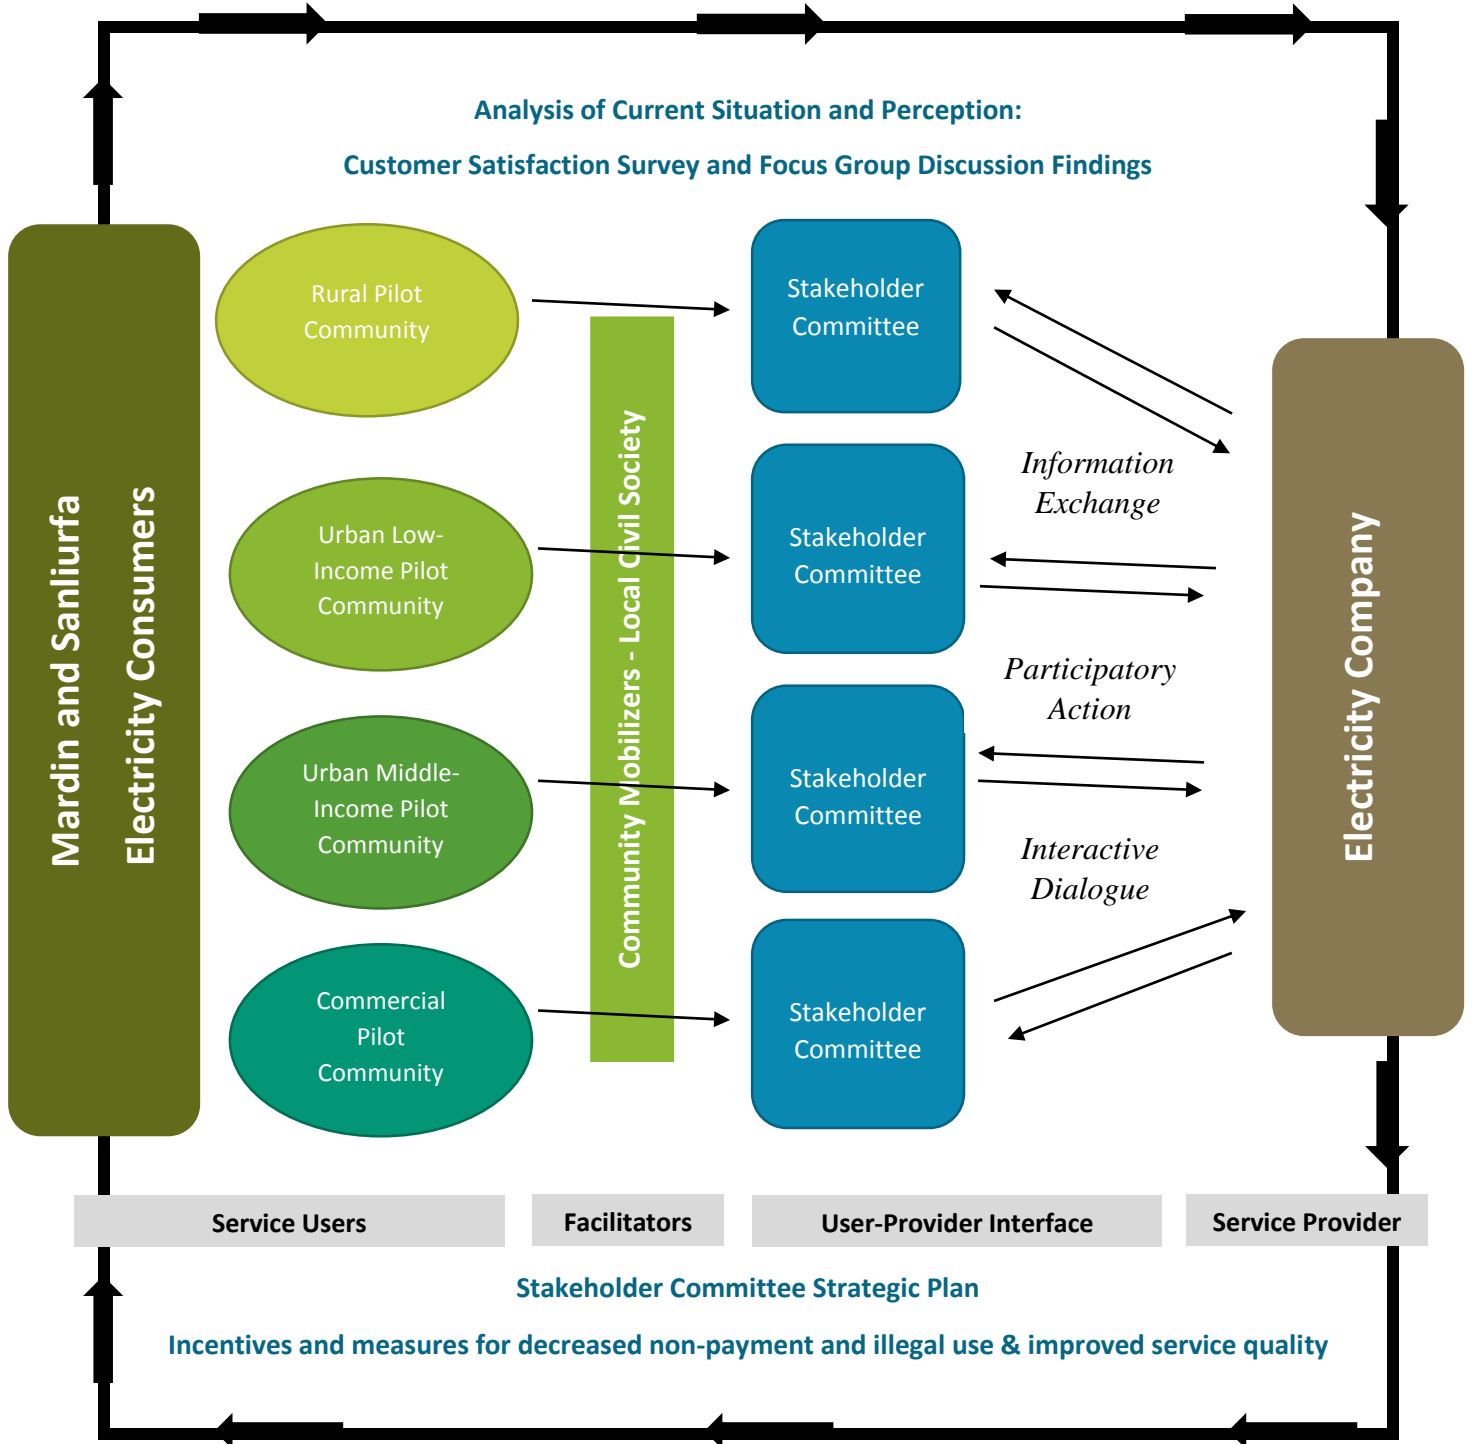 Analysis of Current Situation and Perception:
Customer Satisfaction Survey and Focus Group Discussion Findings
Mardin and Sanliurfa
Electricity Consumers
Rural Pilot
Community
Urban Low-
Income Pilot
Community
Urban Middle-
Income Pilot
Community
Commercial
Pilot
Community
Community Mobilizers - Local Civil Society
Stakeholder
Committee
Stakeholder
Committee
Stakeholder
Committee
Stakeholder
Committee
Information
Exchange
Participatory
Action
Interactive
Dialogue
Electricity Company
Service Users
Facilitators
User-Provider Interface
Service Provider
Stakeholder Committee Strategic Plan
Incentives and measures for decreased non-payment and illegal use & improved service quality